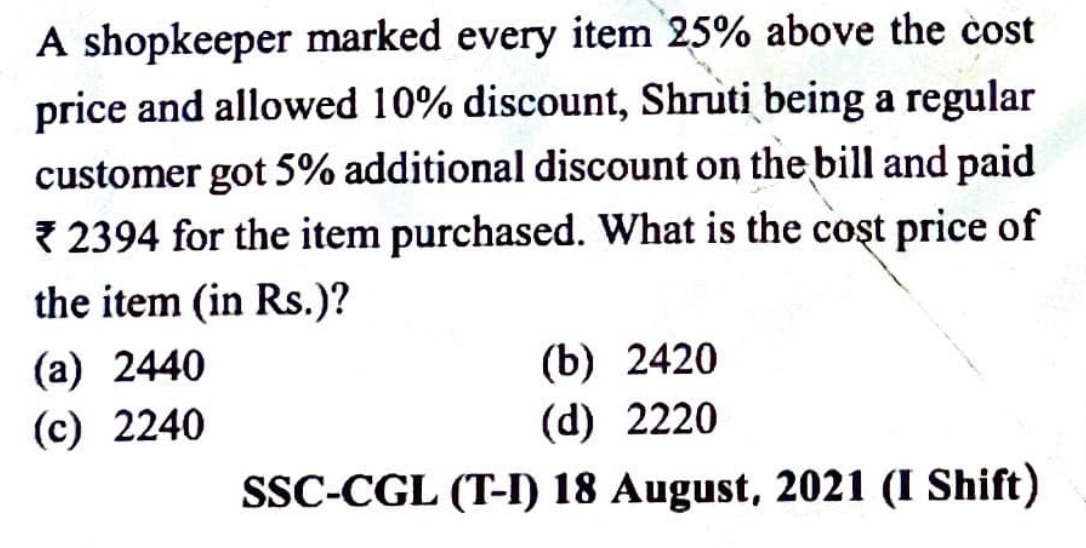 A shopkeeper marked every item 25% above the cost
price and allowed 10% discount, Shruti being a regular
customer got 5% additional discount on the bill and paid
₹ 2394 for the item purchased. What is the cost price of
the item (in Rs.)?
(a) 2440 (b) 2420
(c) 2240 (d) 2220
SSC-CGL (T-I) 18 August, 2021 (I Shift)